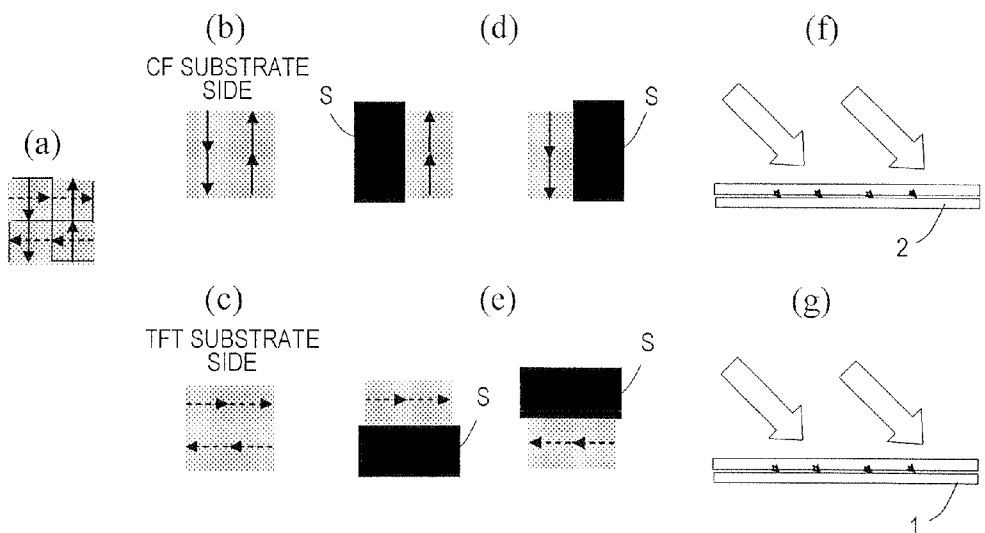 (b)
(d)
(f)
CF SUBSTRATE
SIDE
S
S
(a)
2
(c)
(e)
(g)
TFT SUBSTRATE
SIDE
S
S
1